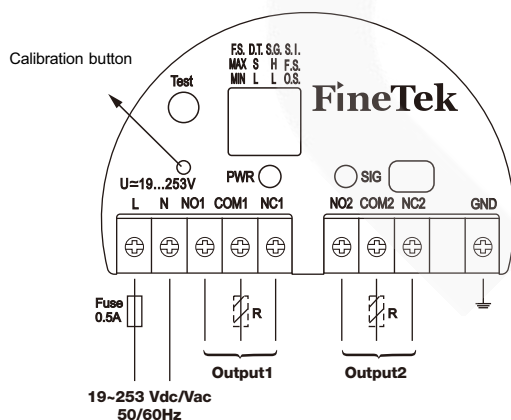 Calibration button
F.S. D.T. S.G. S.I.
MAX S H F.S.
MIN L L O.S.
Test
FineTek
U=19...253V
PWR
SIG
L N NO1 COM1 NC1
NO2 COM2 NC2 GND
Fuse
0.5A
R
R
Output1
Output2
19~253 Vdc/Vac
50/60Hz